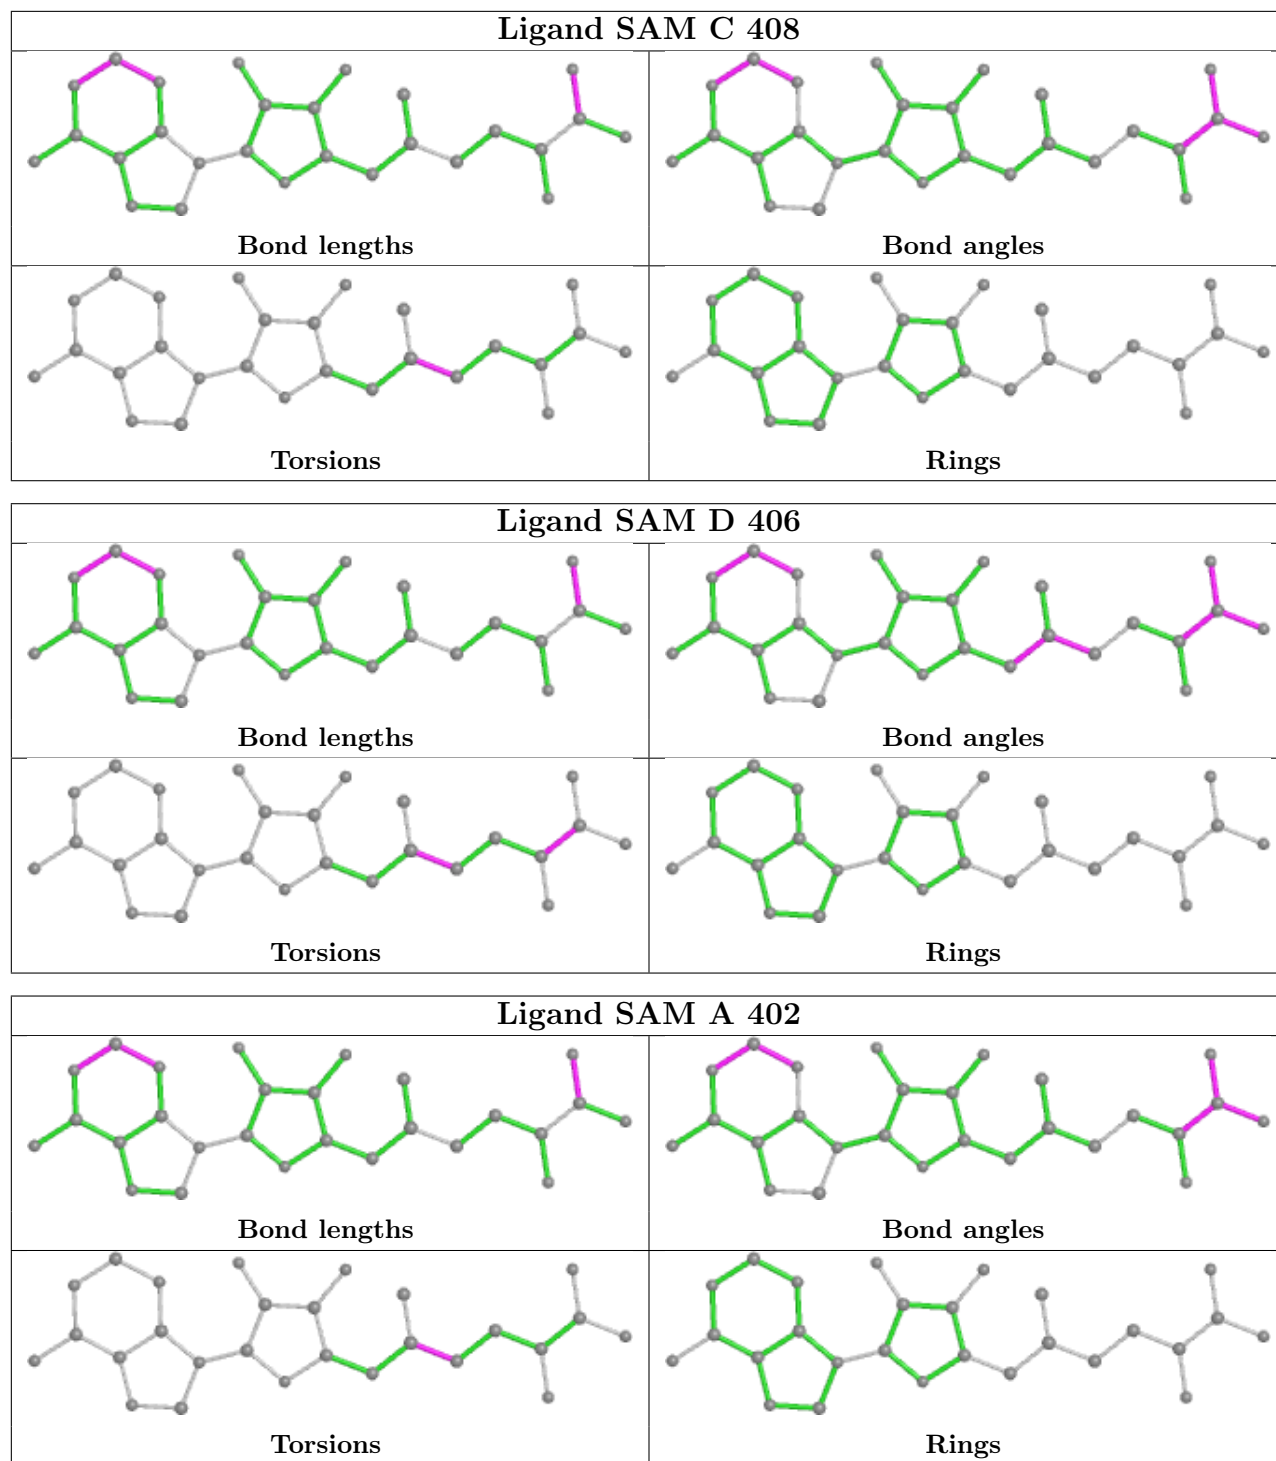 Ligand SAM C 408
Bond lengths
Bond angles
Torsions
Rings
Ligand SAM D 406
Bond lengths
Bond angles
Torsions
Rings
Ligand SAM A 402
Bond lengths
Bond angles
Torsions
Rings